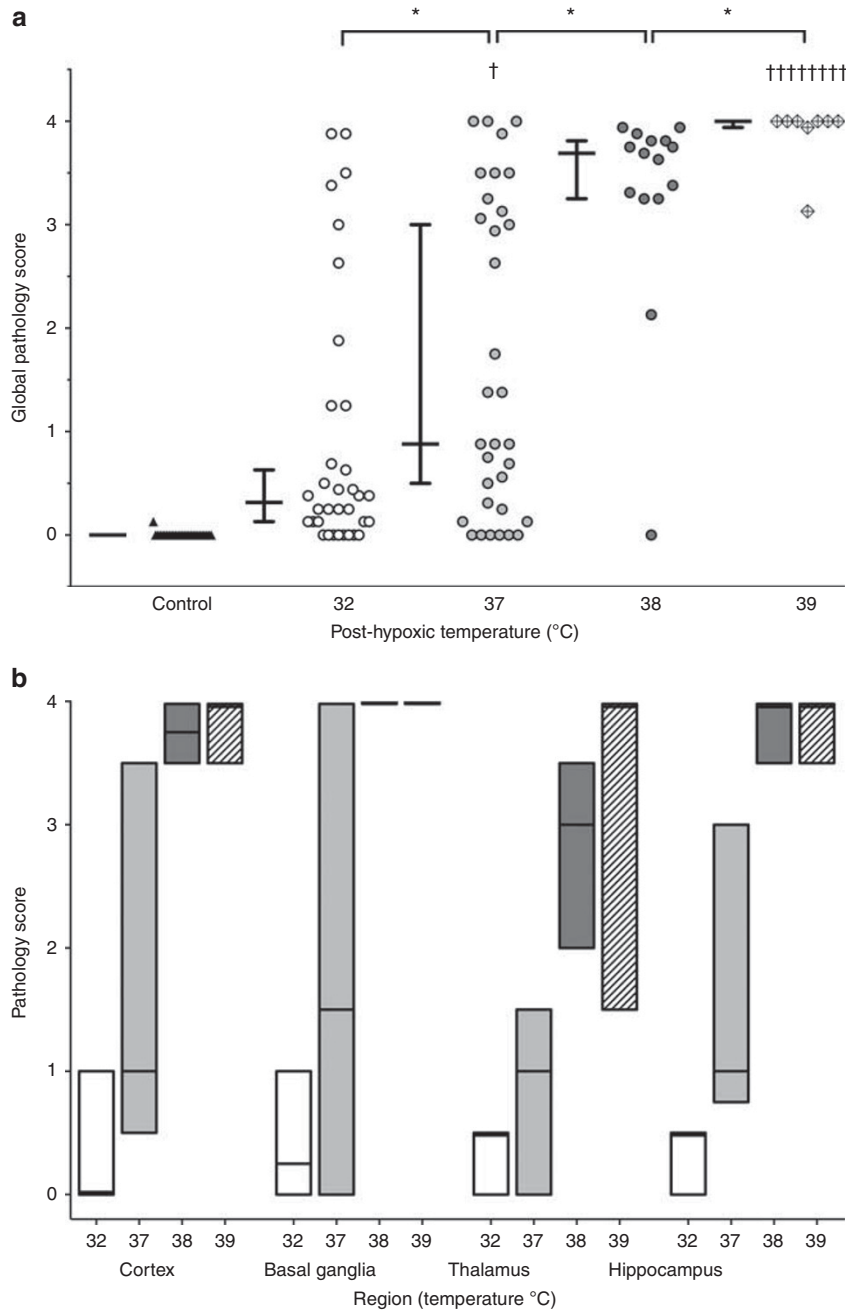 a
* * *
† ††††††††
4
3
2
1
0
Global pathology score
Control 32 37 38 39
Post-hypoxic temperature (°C)
b
4
3
2
1
0
Pathology score
32 37 38 39 32 37 38 39 32 37 38 39 32 37 38 39
Cortex Basal ganglia Thalamus Hippocampus
Region (temperature °C)